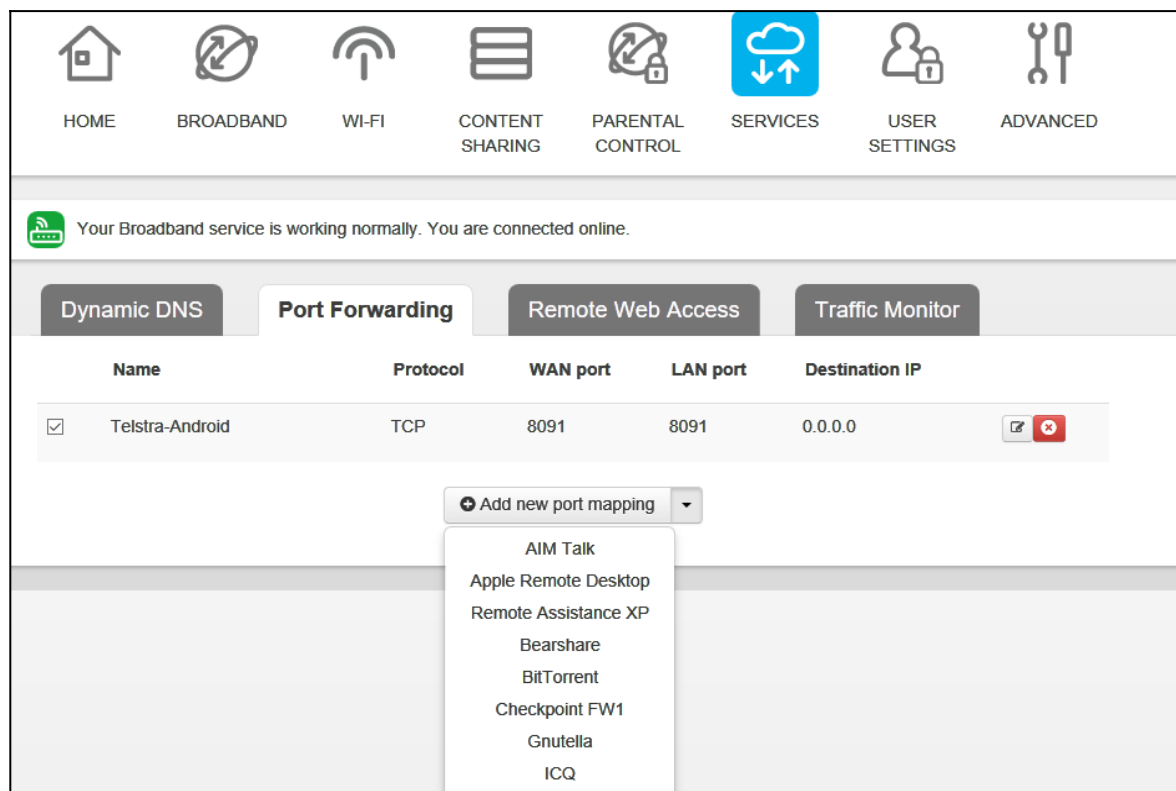 HOME BROADBAND WI-FI CONTENT SHARING PARENTAL CONTROL SERVICES USER SETTINGS ADVANCED
Your Broadband service is working normally. You are connected online.
Dynamic DNS Port Forwarding Remote Web Access Traffic Monitor
Name Protocol WAN port LAN port Destination IP
Telstra-Android TCP 8091 8091 0.0.0.0
Add new port mapping
AIM Talk
Apple Remote Desktop
Remote Assistance XP
Bearshare
BitTorrent
Checkpoint FW1
Gnutella
ICQ